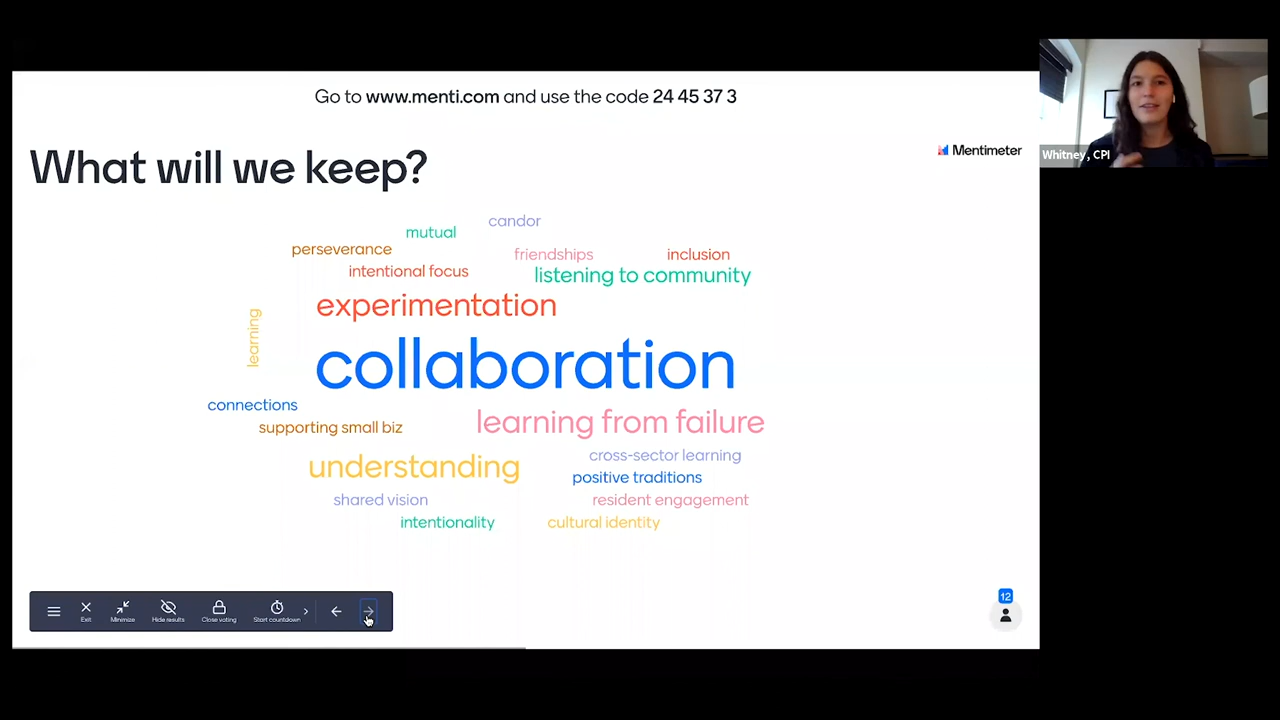 Go to www.menti.com and use the code 24 45 37 3
Mentimeter
Whitney, CPI
What will we keep?
candor
mutual
perseverance
friendships
inclusion
intentional focus
listening to community
experimentation
learning
collaboration
connections
supporting small biz
learning from failure
cross-sector learning
understanding
positive traditions
shared vision
resident engagement
intentionality
cultural identity
12
Exit
Minimize
Hide results
Close voting
Start countdown